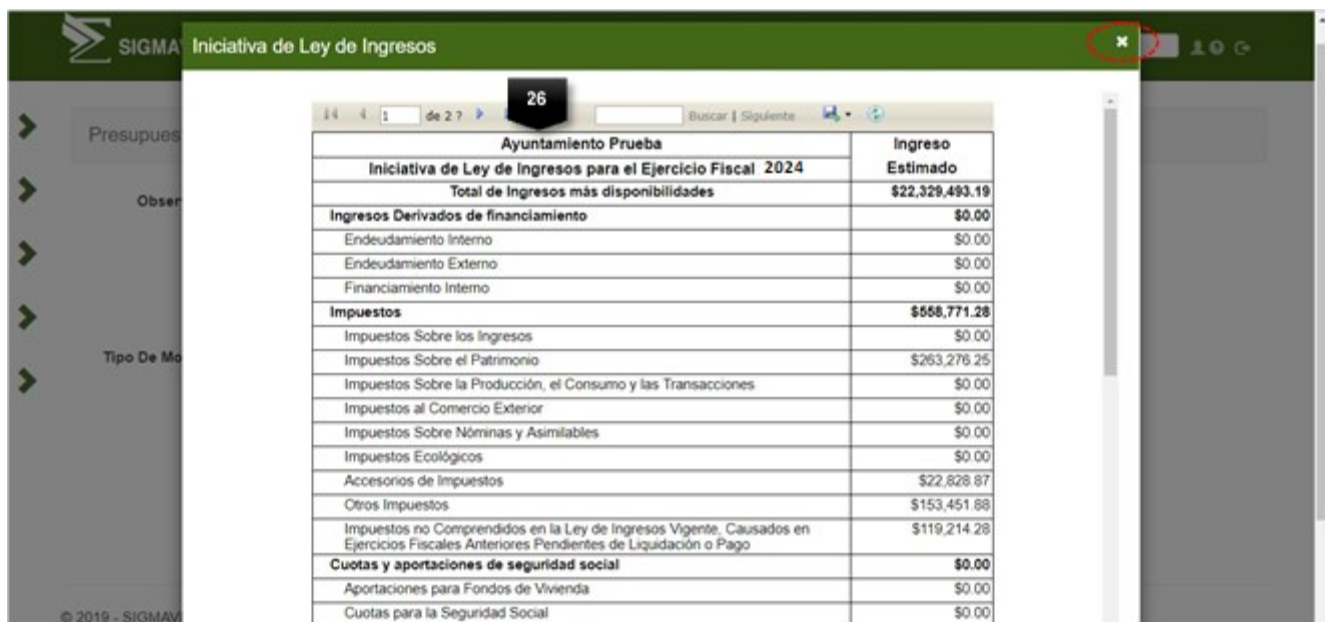 SIGMA
Iniciativa de Ley de Ingresos
26
1 de 2 ? Buscar | Siguiente
Presupues
Ayuntamiento Prueba Ingreso
Iniciativa de Ley de Ingresos para el Ejercicio Fiscal 2024 Estimado
Total de Ingresos más disponibilidades $22,329,493.19
Obser
Ingresos Derivados de financiamiento $0.00
Endeudamiento Interno $0.00
Endeudamiento Externo $0.00
Financiamiento Interno $0.00
Impuestos $558,771.28
Impuestos Sobre los Ingresos $0.00
Tipo De Mo
Impuestos Sobre el Patrimonio $263,276.25
Impuestos Sobre la Producción, el Consumo y las Transacciones $0.00
Impuestos al Comercio Exterior $0.00
Impuestos Sobre Nóminas y Asimilables $0.00
Impuestos Ecológicos $0.00
Accesorios de Impuestos $22,828.87
Otros Impuestos $153,451.88
Impuestos no Comprendidos en la Ley de Ingresos Vigente, Causados en $119,214.28
Ejercicios Fiscales Anteriores Pendientes de Liquidación o Pago
Cuotas y aportaciones de seguridad social $0.00
Aportaciones para Fondos de Vivienda $0.00
Cuotas para la Seguridad Social $0.00
© 2019 - SIGMAV